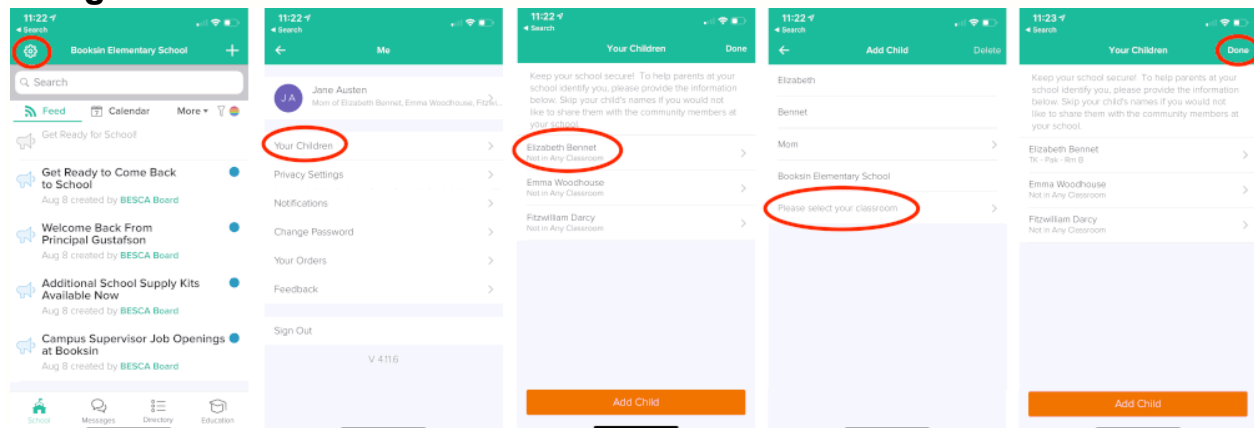 11:22
◄ Search
Booksin Elementary School
Search
Feed
Calendar
More ▾
Get Ready for School!
Get Ready to Come Back
to School
Aug 8 created by BESCA Board
Welcome Back From
Principal Gustafson
Aug 8 created by BESCA Board
Additional School Supply Kits
Available Now
Aug 8 created by BESCA Board
Campus Supervisor Job Openings
at Booksin
Aug 8 created by BESCA Board
School
Messages
Directory
Education
11:22
◄ Search
Me
JA
Jane Austen
Mom of Elizabeth Bennet, Emma Woodhouse, Fitzwi...
Your Children
Privacy Settings
Notifications
Change Password
Your Orders
Feedback
Sign Out
V 4.11.6
11:22
◄ Search
Your Children
Done
Keep your school secure! To help parents at your
school identify you, please provide the information
below. Skip your child's names if you would not
like to share them with the community members at
your school.
Elizabeth Bennet
Not in Any Classroom
Emma Woodhouse
Not in Any Classroom
Fitzwilliam Darcy
Not in Any Classroom
Add Child
11:22
◄ Search
Add Child
Delete
Elizabeth
Bennet
Mom
Booksin Elementary School
Please select your classroom
11:23
◄ Search
Your Children
Done
Keep your school secure! To help parents at your
school identify you, please provide the information
below. Skip your child's names if you would not
like to share them with the community members at
your school.
Elizabeth Bennet
TK - Pak - Rm B
Emma Woodhouse
Not in Any Classroom
Fitzwilliam Darcy
Not in Any Classroom
Add Child